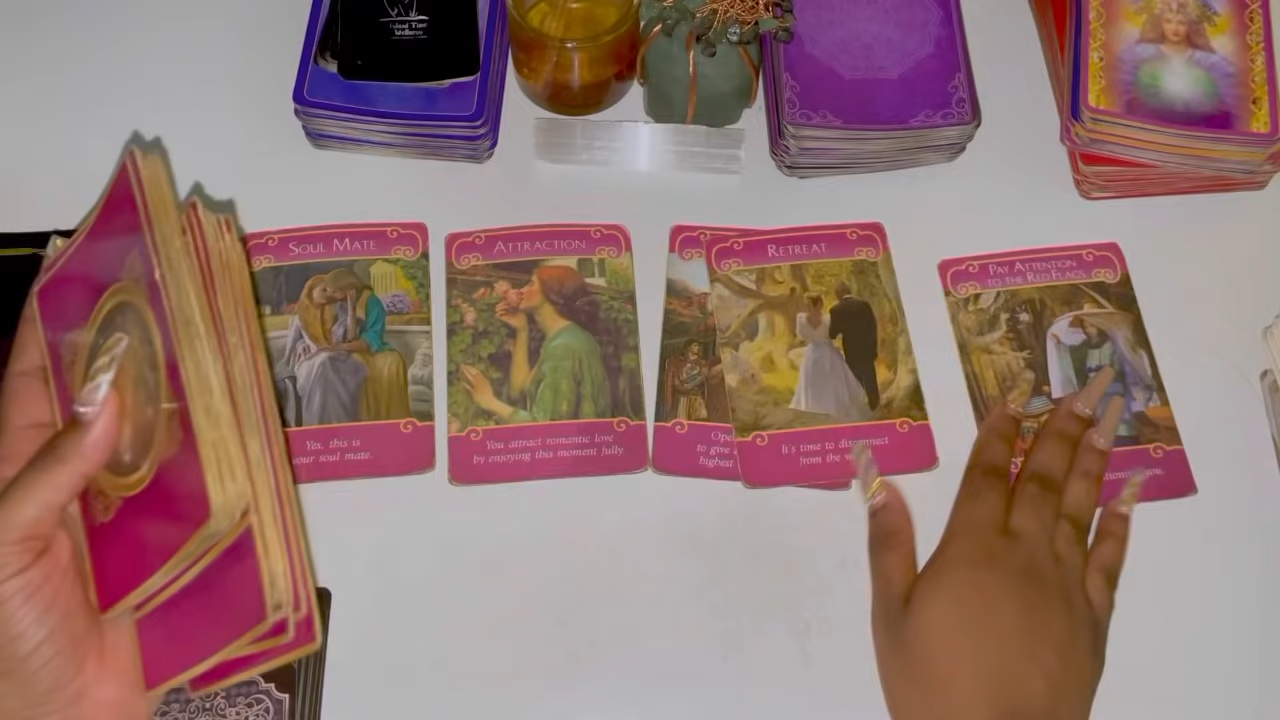 Island Time
Wellness
SOUL MATE
Yes, this is
your soul mate.
ATTRACTION
You attract romantic love
by enjoying this moment fully.
Ope
to give
highest
RETREAT
It's time to disconnect
from the
PAY ATTENTION
TO THE RED FLAGS
you.